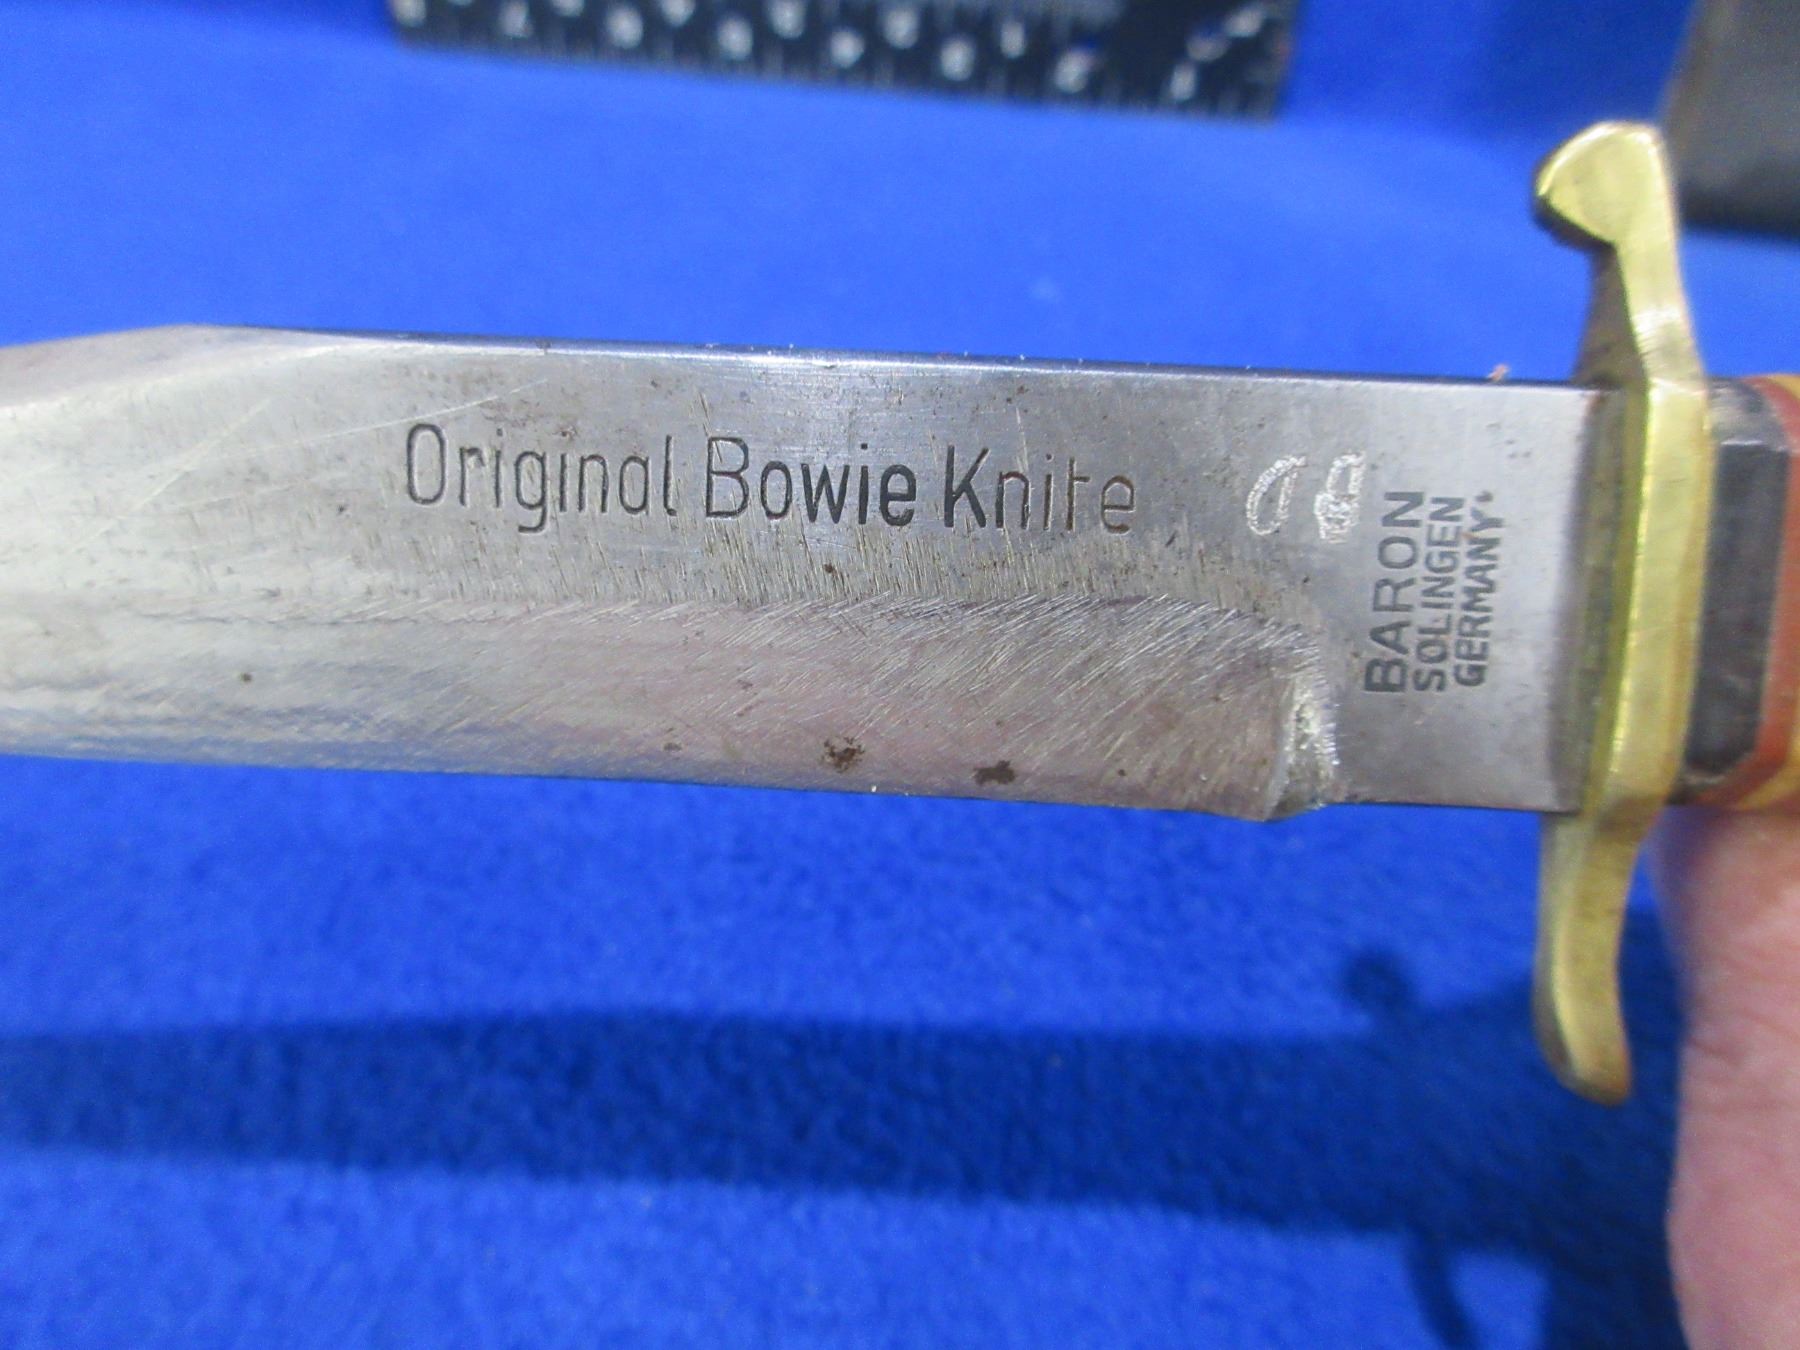 Original Bowie Knife
BARON
SOLINGEN
GERMANY